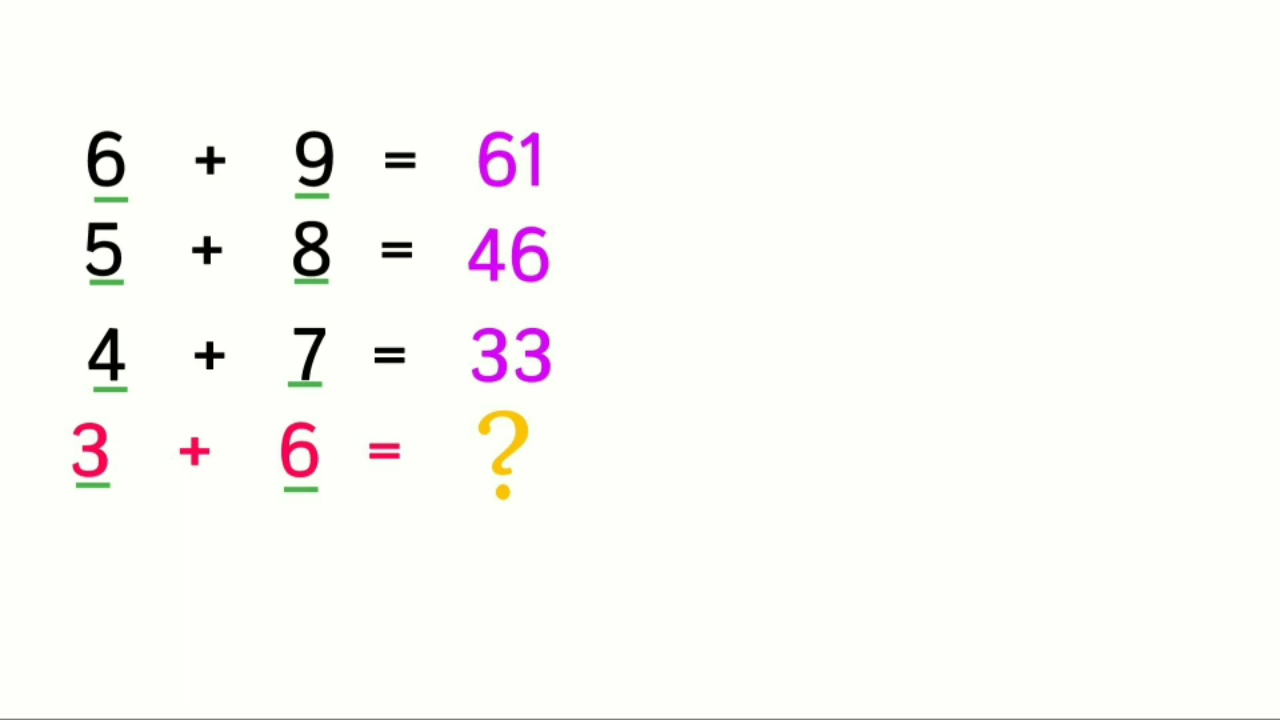 6 + 9 = 61
5 + 8 = 46
4 + 7 = 33
3 + 6 = ?